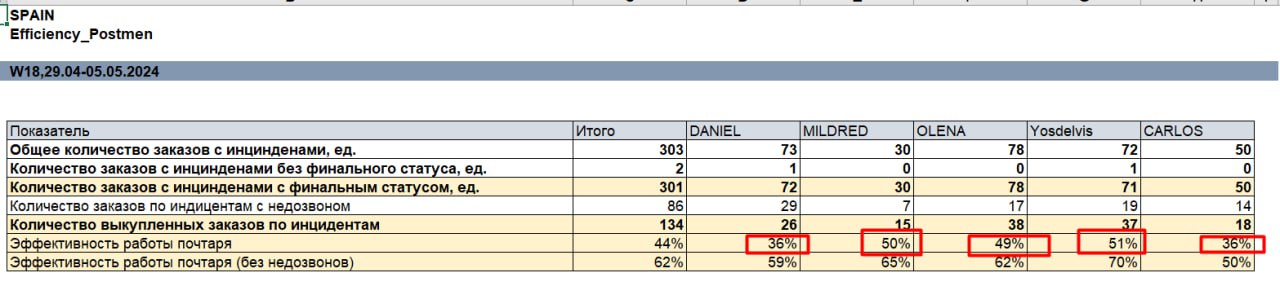 SPAIN
Efficiency_Postmen
W18,29.04-05.05.2024
Показатель Итого DANIEL MILDRED OLENA Yosdelvis CARLOS
Общее количество заказов с инцинденами, ед. 303 73 30 78 72 50
Количество заказов с инцинденами без финального статуса, ед. 2 1 0 0 1 0
Количество заказов с инцинденами с финальным статусом, ед. 301 72 30 78 71 50
Количество заказов по индицентам с недозвоном 86 29 7 17 19 14
Количество выкупленных заказов по инцидентам 134 26 15 38 37 18
Эффективность работы почтаря 44% 36% 50% 49% 51% 36%
Эффективность работы почтаря (без недозвонов) 62% 59% 65% 62% 70% 50%